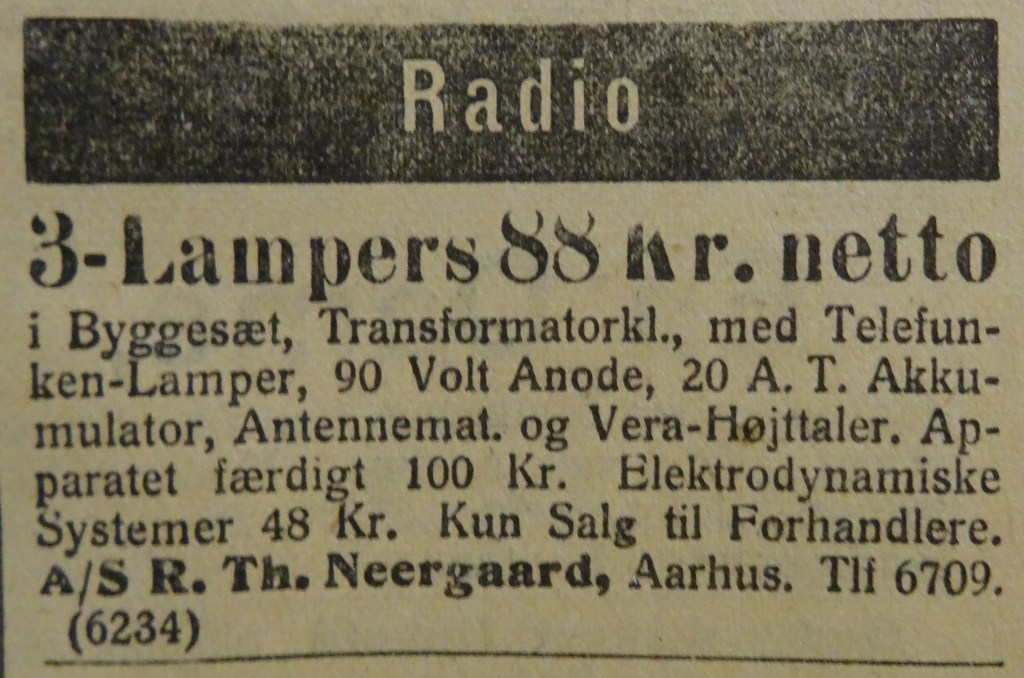 Radio
3-Lampers 88 Kr. netto
i Byggesæt, Transformatorkl., med Telefun-
ken-Lamper, 90 Volt Anode, 20 A. T. Akku-
mulator, Antennemat. og Vera-Højttaler. Ap-
paratet færdigt 100 Kr. Elektrodynamiske
Systemer 48 Kr. Kun Salg til Forhandlere.
A/S R. Th. Neergaard, Aarhus. Tlf 6709.
(6234)